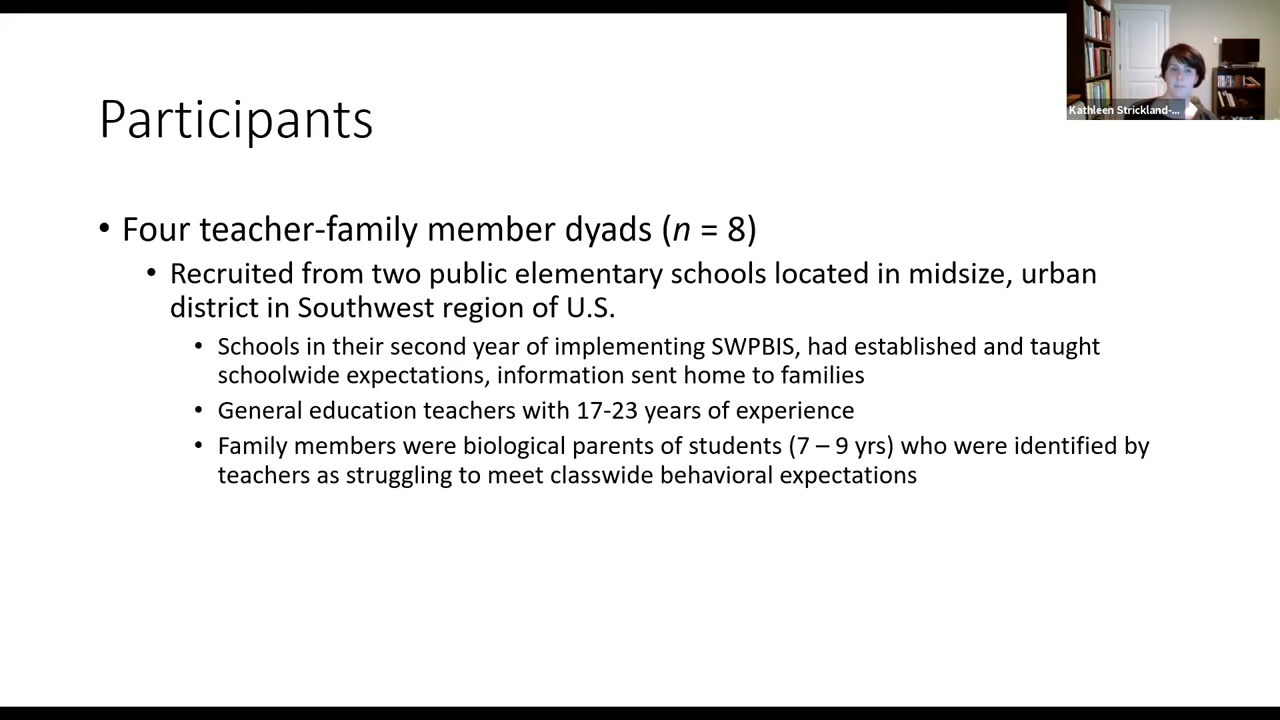 Kathleen Strickland-...
Participants
• Four teacher-family member dyads (n = 8)
• Recruited from two public elementary schools located in midsize, urban
district in Southwest region of U.S.
• Schools in their second year of implementing SWPBIS, had established and taught
schoolwide expectations, information sent home to families
• General education teachers with 17-23 years of experience
• Family members were biological parents of students (7 – 9 yrs) who were identified by
teachers as struggling to meet classwide behavioral expectations